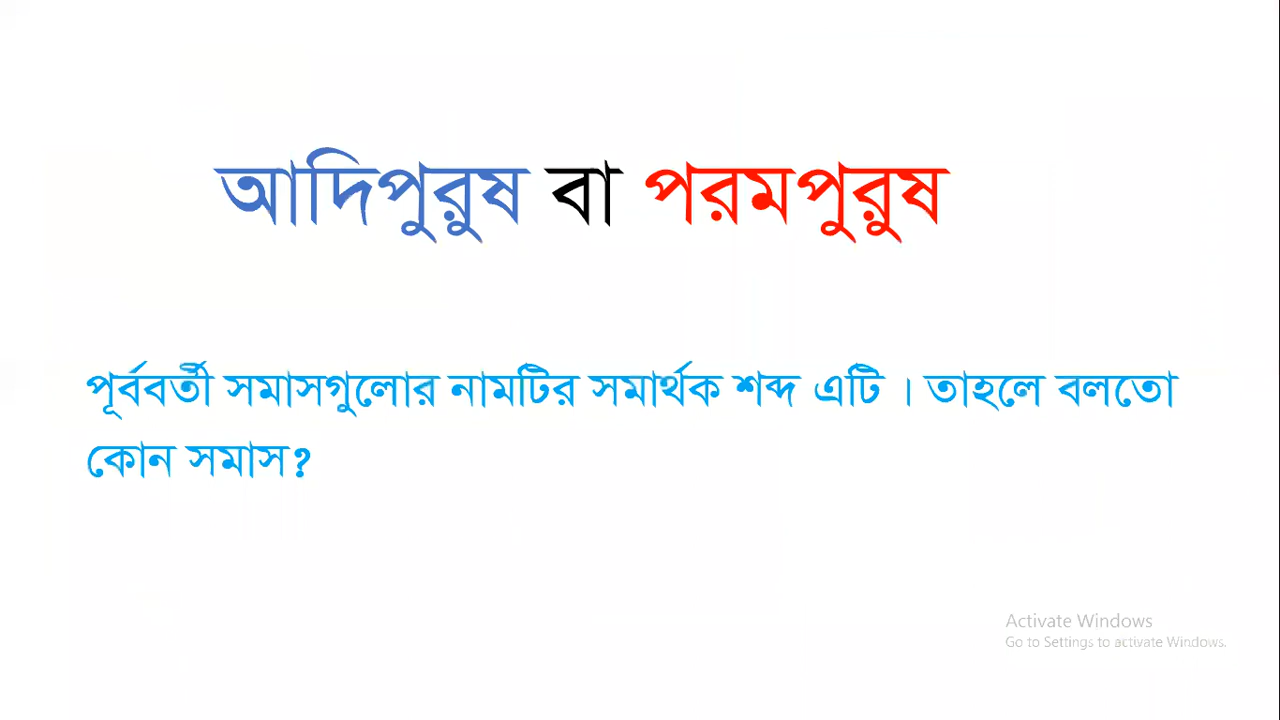 আদিপুরুষ বা পরমপুরুষ
পূর্ববর্তী সমাসগুলোর নামটির সমার্থক শব্দ এটি । তাহলে বলতো
কোন সমাস?
Activate Windows
Go to Settings to activate Windows.